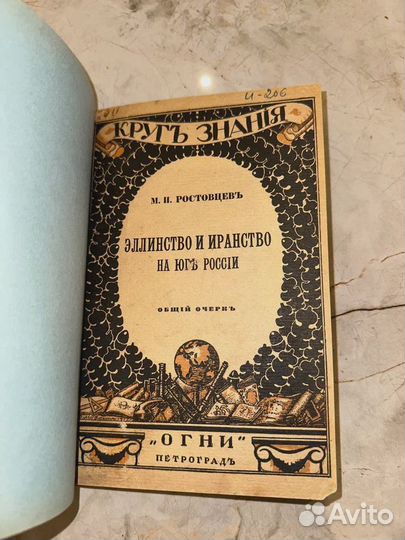 И-206
КРУГЪ ЗНАНІЯ
М. И. РОСТОВЦЕВЪ
ЭЛЛИНСТВО И ИРАНСТВО
НА ЮГѢ РОССІИ
ОБЩІЙ ОЧЕРКЪ
„ОГНИ"
ПЕТРОГРАДЪ
Avito